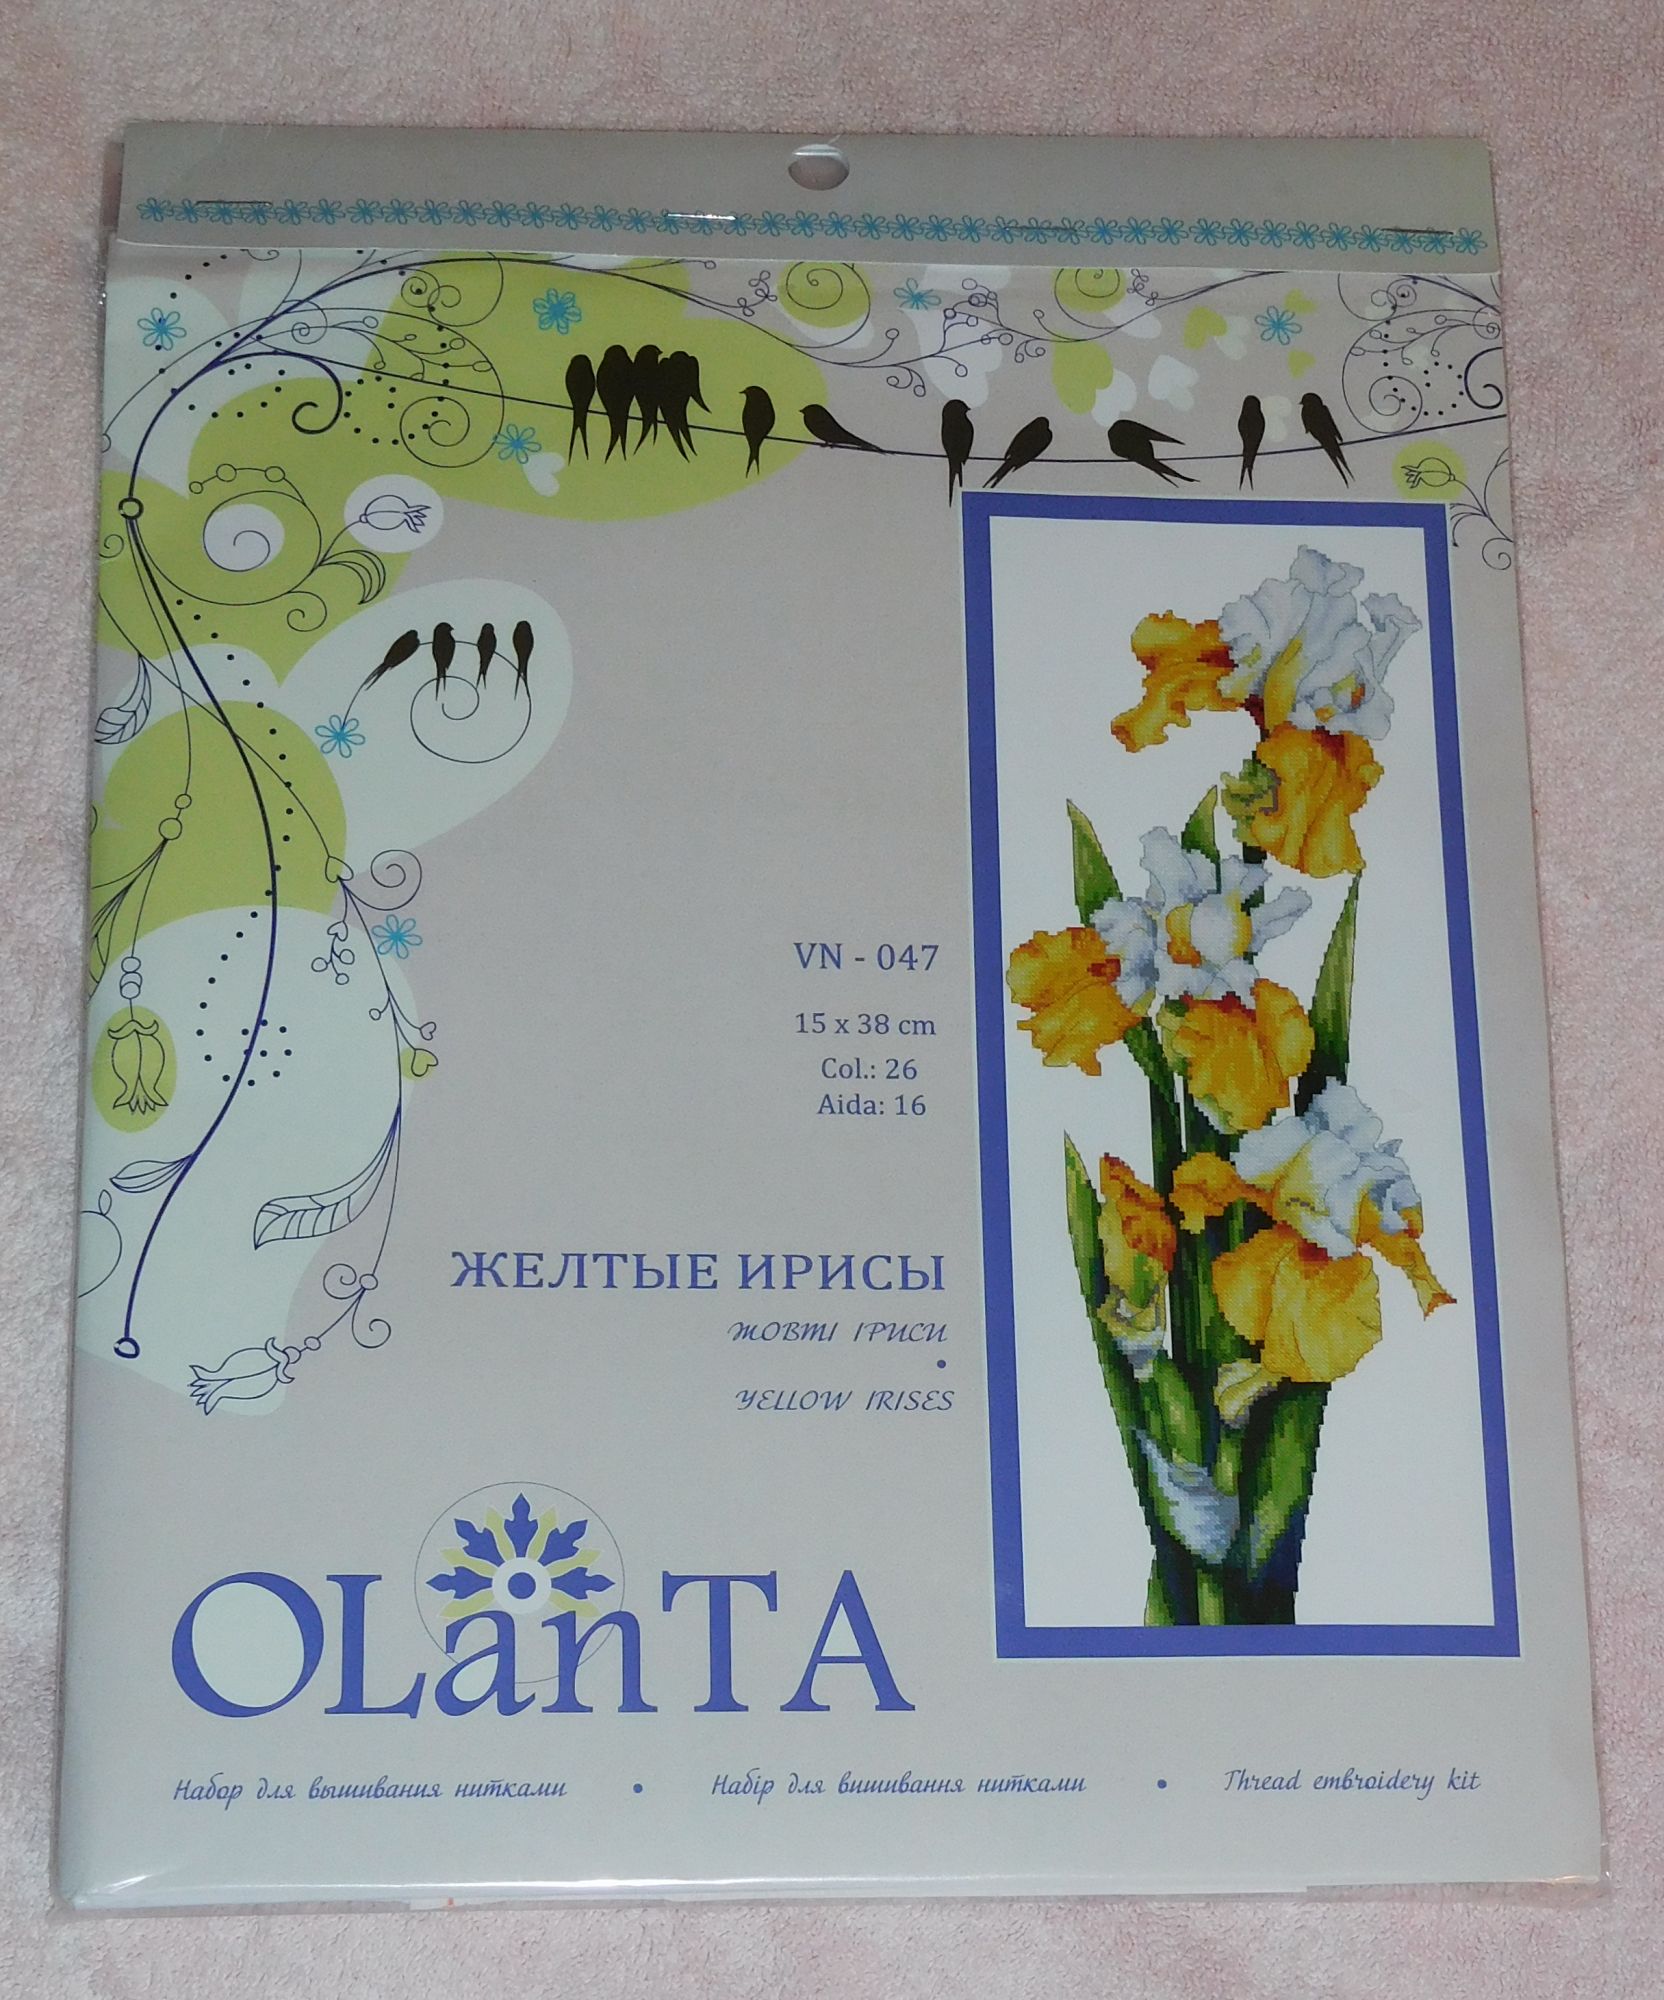 VN - 047
15 x 38 cm
Col.: 26
Aida: 16
ЖЕЛТЫЕ ИРИСЫ
ЖОВТІ ІРИСИ
•
YELLOW IRISES
OLanTA
Набор для вышивания нитками • Набір для вишивання нитками • Thread embroidery kit